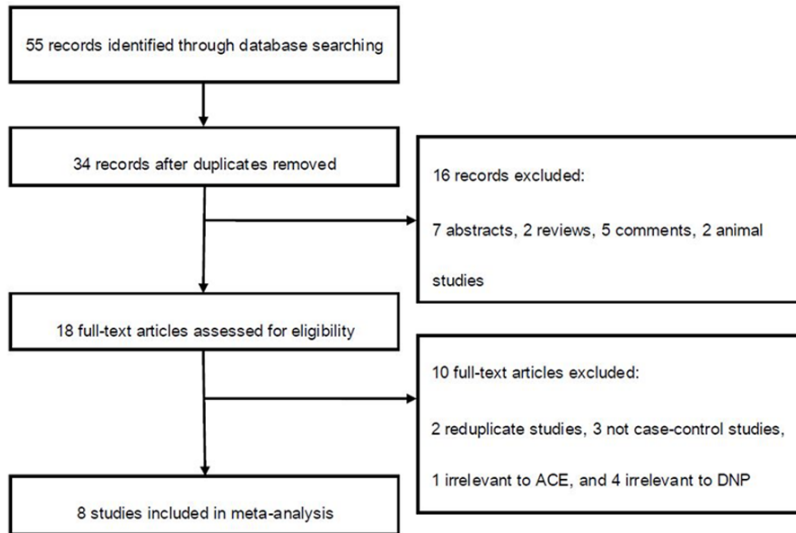 55 records identified through database searching
34 records after duplicates removed
16 records excluded:
7 abstracts, 2 reviews, 5 comments, 2 animal
studies
18 full-text articles assessed for eligibility
10 full-text articles excluded:
2 reduplicate studies, 3 not case-control studies,
1 irrelevant to ACE, and 4 irrelevant to DNP
8 studies included in meta-analysis